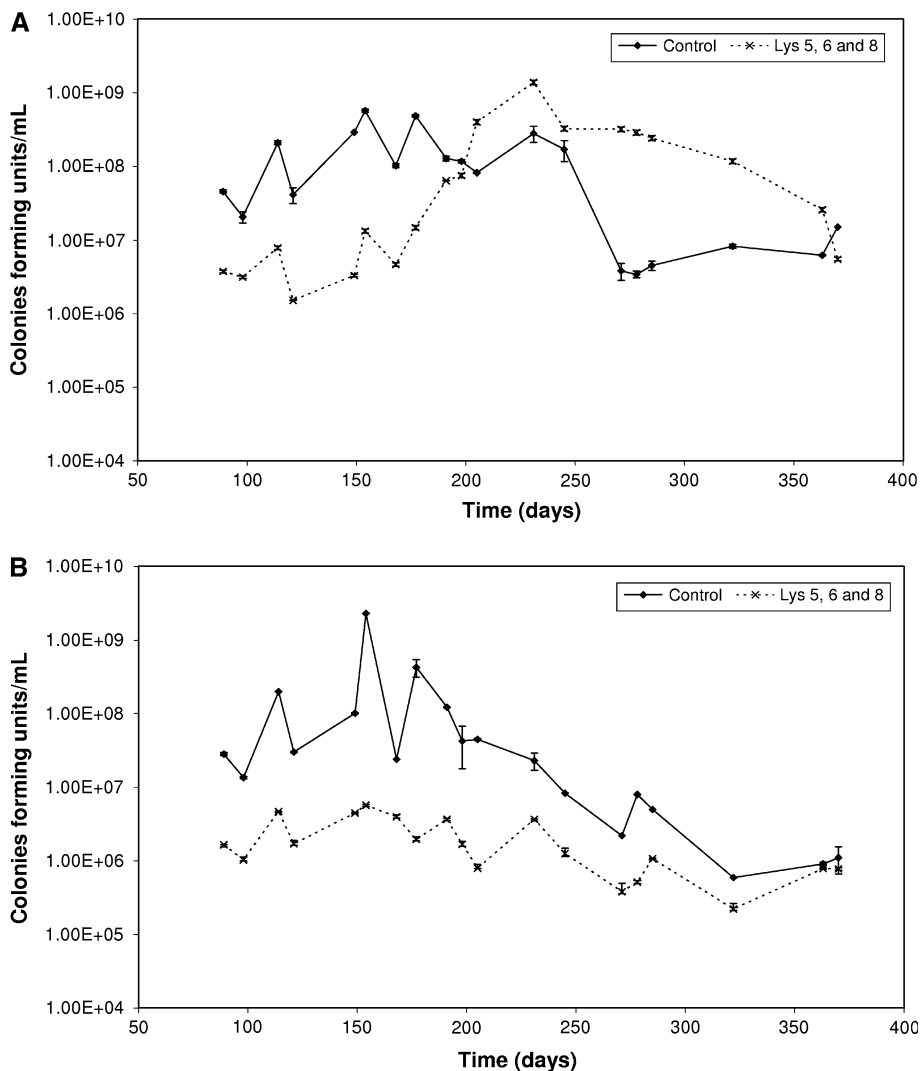 A
1.00E+10
Control
Lys 5, 6 and 8
1.00E+09
1.00E+08
1.00E+07
1.00E+06
1.00E+05
1.00E+04
Colonies forming units/mL
50 100 150 200 250 300 350 400
Time (days)
B
1.00E+10
Control
Lys 5, 6 and 8
1.00E+09
1.00E+08
1.00E+07
1.00E+06
1.00E+05
1.00E+04
Colonies forming units/mL
50 100 150 200 250 300 350 400
Time (days)